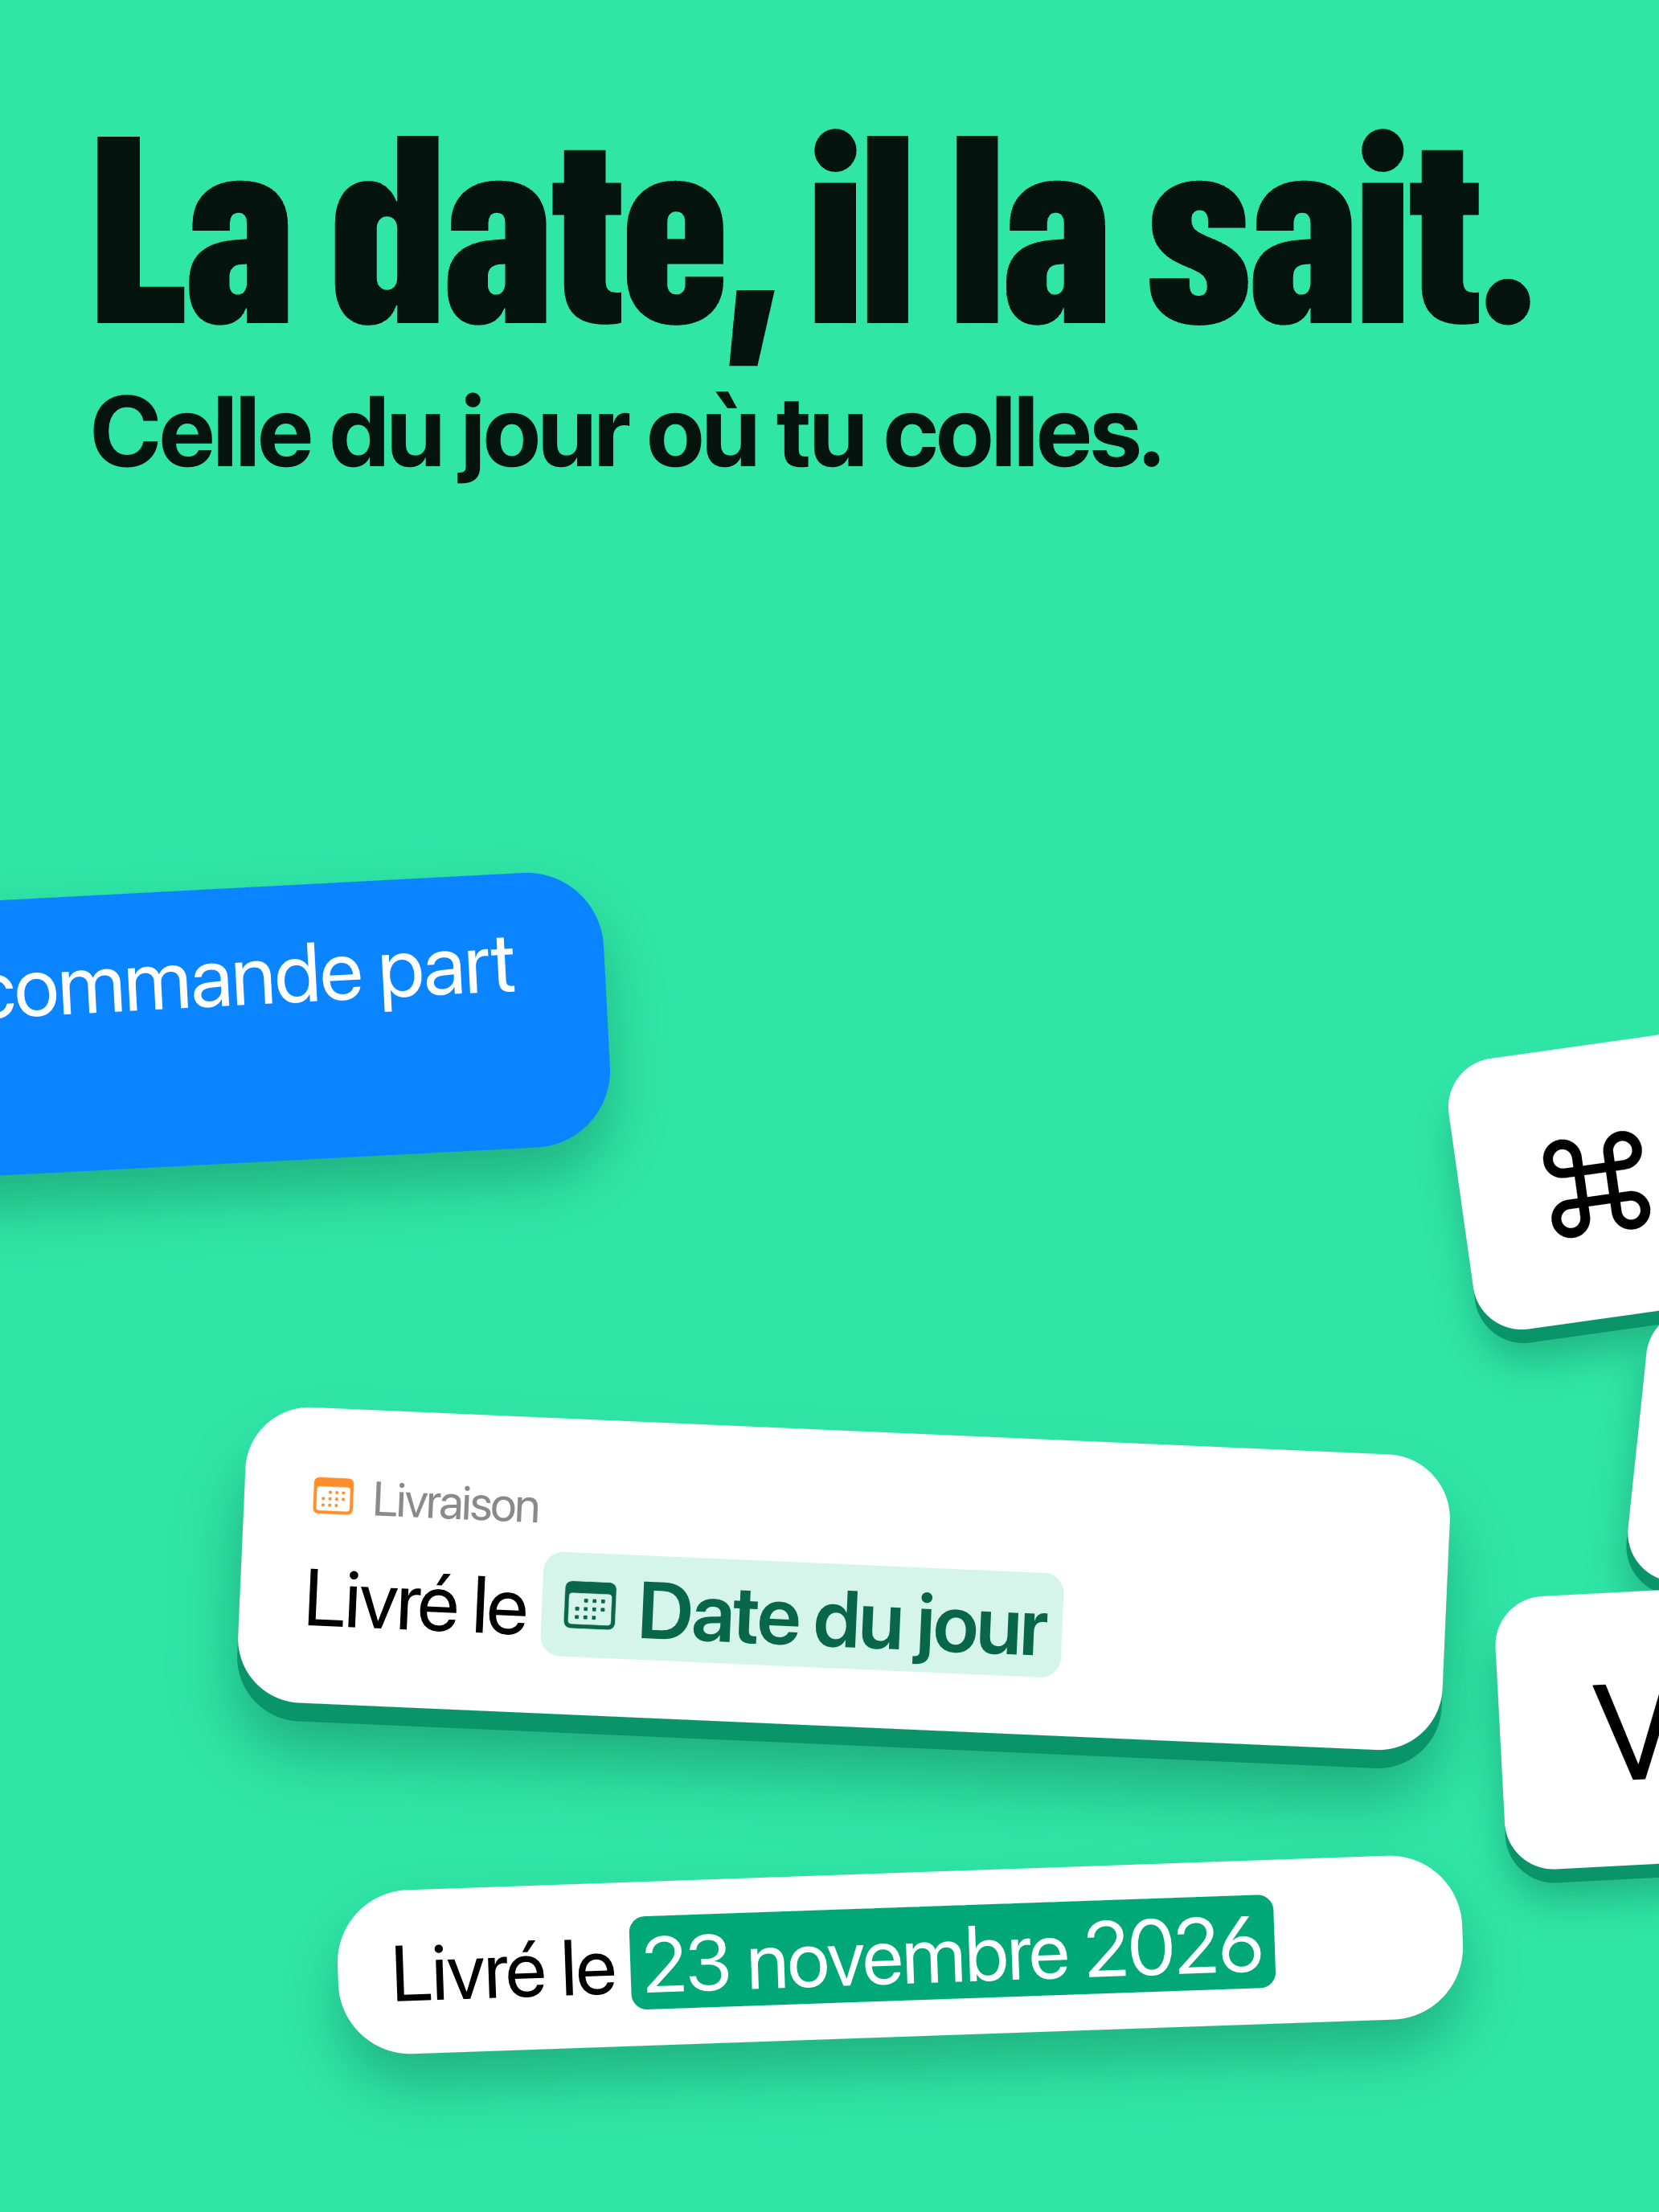 La date, il la sait.
Celle du jour où tu colles.
commande part
⌘
Livraison
Livré le Date du jour
V
Livré le 23 novembre 2026